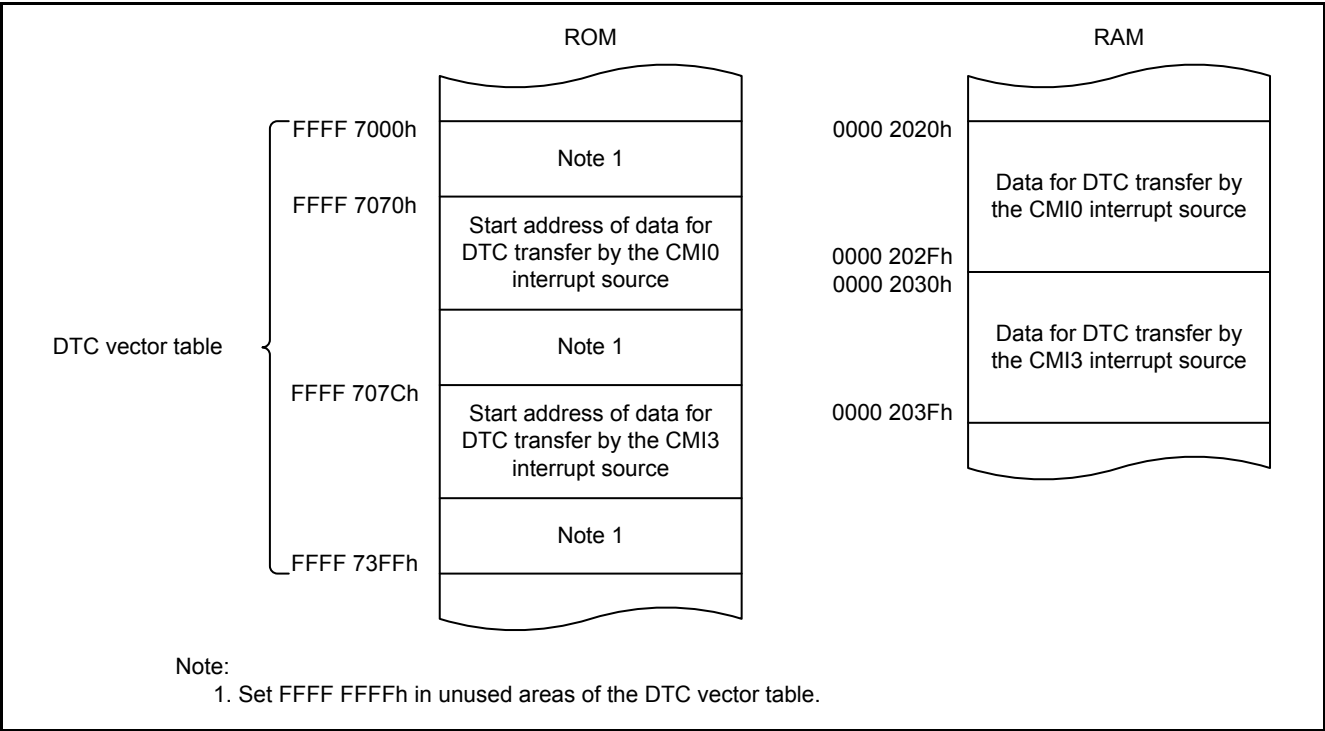 ROM
RAM
FFFF 7000h
Note 1
FFFF 7070h
Start address of data for
DTC transfer by the CMI0
interrupt source
DTC vector table
Note 1
FFFF 707Ch
Start address of data for
DTC transfer by the CMI3
interrupt source
Note 1
FFFF 73FFh
0000 2020h
Data for DTC transfer by
the CMI0 interrupt source
0000 202Fh
0000 2030h
Data for DTC transfer by
the CMI3 interrupt source
0000 203Fh
Note:
1. Set FFFF FFFFh in unused areas of the DTC vector table.